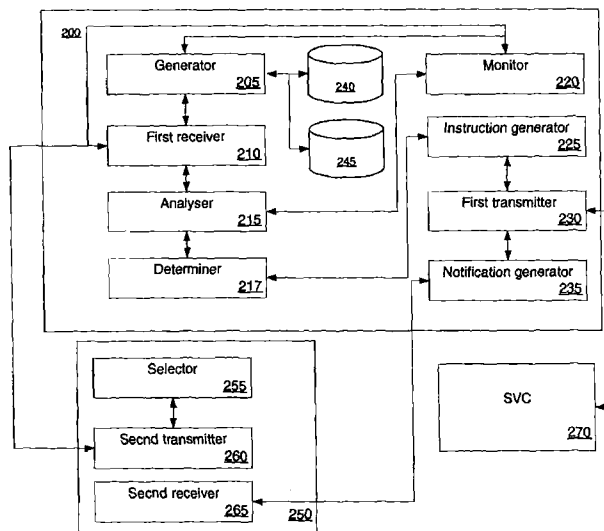 200
Generator
205
240
Monitor
220
First receiver
210
245
Instruction generator
225
Analyser
215
First transmitter
230
Determiner
217
Notification generator
235
Selector
255
Secnd transmitter
260
Secnd receiver
265
250
SVC
270